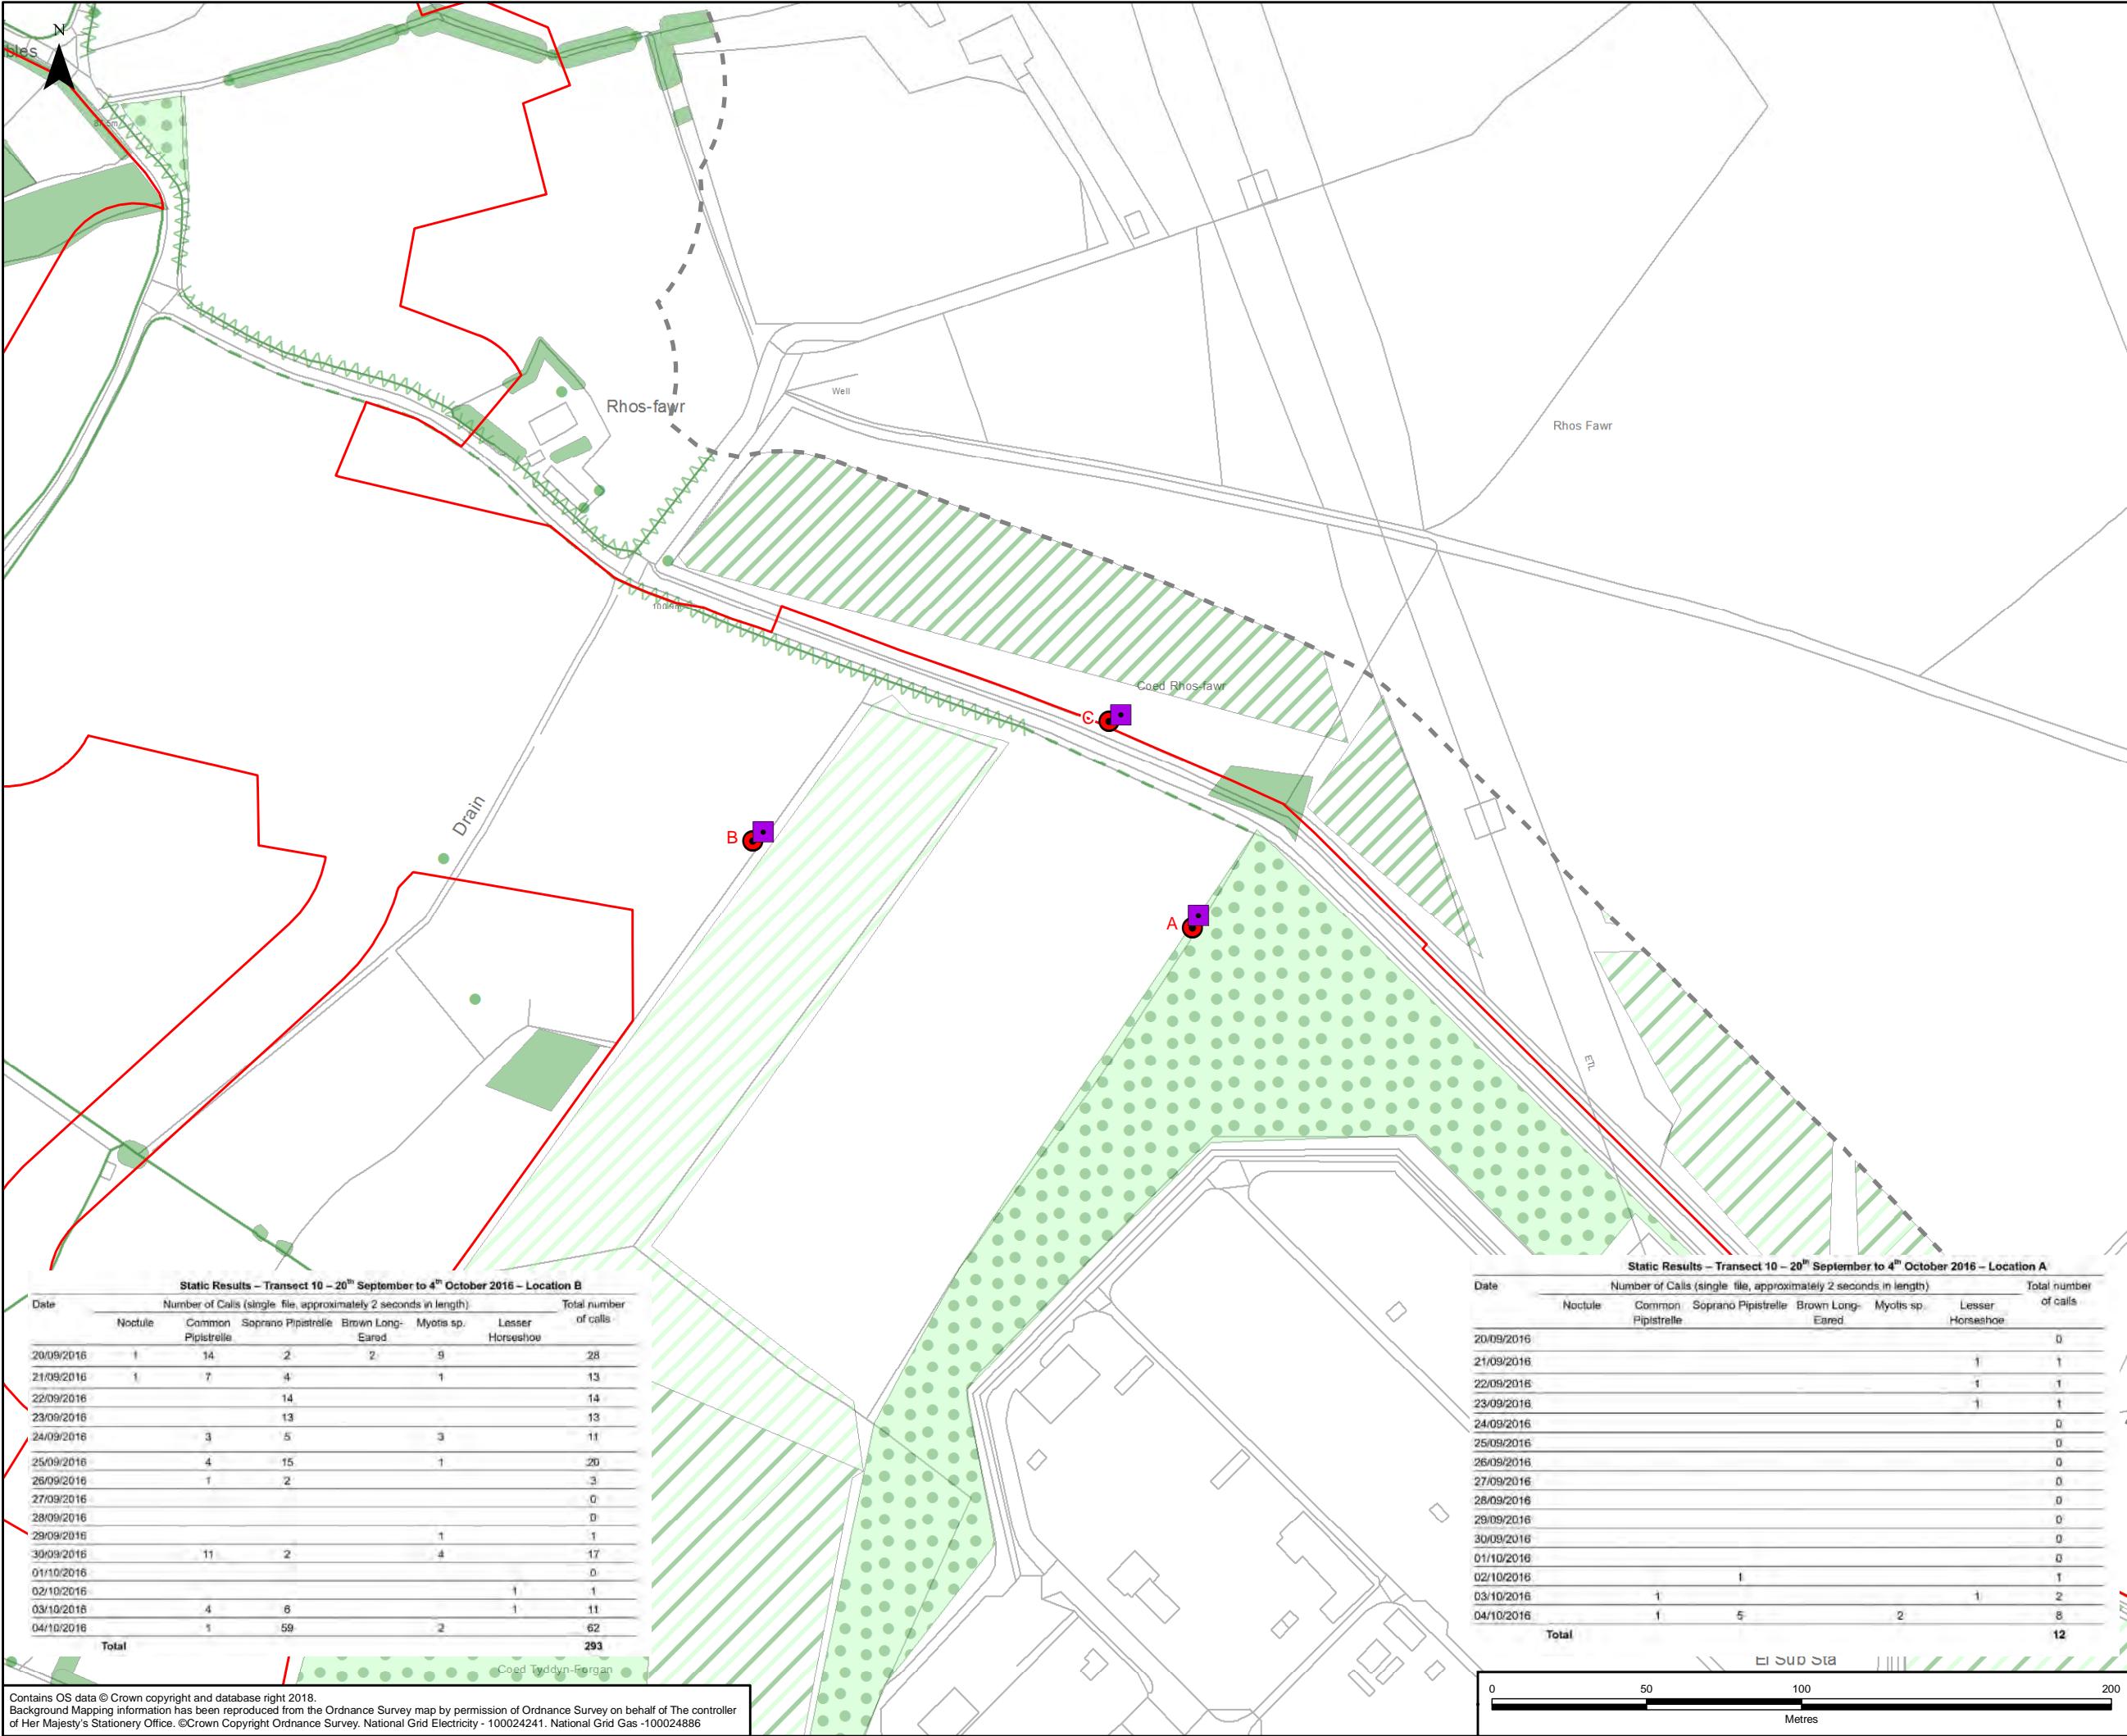 N
bles
Rhos-fawr
Well
Rhos Fawr
Coed Rhos-fawr
C
B
A
Drain
ETL
Static Results – Transect 10 – 20th September to 4th October 2016 – Location B
Date Number of Calls (single file, approximately 2 seconds in length) Total number of calls
Noctule Common Pipistrelle Soprano Pipistrelle Brown Long-Eared Myotis sp. Lesser Horseshoe
20/09/2016 1 14 2 2 9 28
21/09/2016 1 7 4 1 13
22/09/2016 14 14
23/09/2016 13 13
24/09/2016 3 5 3 11
25/09/2016 4 15 1 20
26/09/2016 1 2 3
27/09/2016 0
28/09/2016 0
29/09/2016 1 1
30/09/2016 11 2 4 17
01/10/2016 0
02/10/2016 1 1
03/10/2016 4 6 1 11
04/10/2016 1 59 2 62
Total 293
Static Results – Transect 10 – 20th September to 4th October 2016 – Location A
Date Number of Calls (single file, approximately 2 seconds in length) Total number of calls
Noctule Common Pipistrelle Soprano Pipistrelle Brown Long-Eared Myotis sp. Lesser Horseshoe
20/09/2016 0
21/09/2016 1 1
22/09/2016 1 1
23/09/2016 1 1
24/09/2016 0
25/09/2016 0
26/09/2016 0
27/09/2016 0
28/09/2016 0
29/09/2016 0
30/09/2016 0
01/10/2016 0
02/10/2016 1 1
03/10/2016 1 1 2
04/10/2016 1 5 2 8
Total 12
Coed Tyddyn-Forgan
El Sub Sta
Contains OS data © Crown copyright and database right 2018.
Background Mapping information has been reproduced from the Ordnance Survey map by permission of Ordnance Survey on behalf of The controller
of Her Majesty's Stationery Office. ©Crown Copyright Ordnance Survey. National Grid Electricity - 100024241. National Grid Gas -100024886
0 50 100 200
Metres